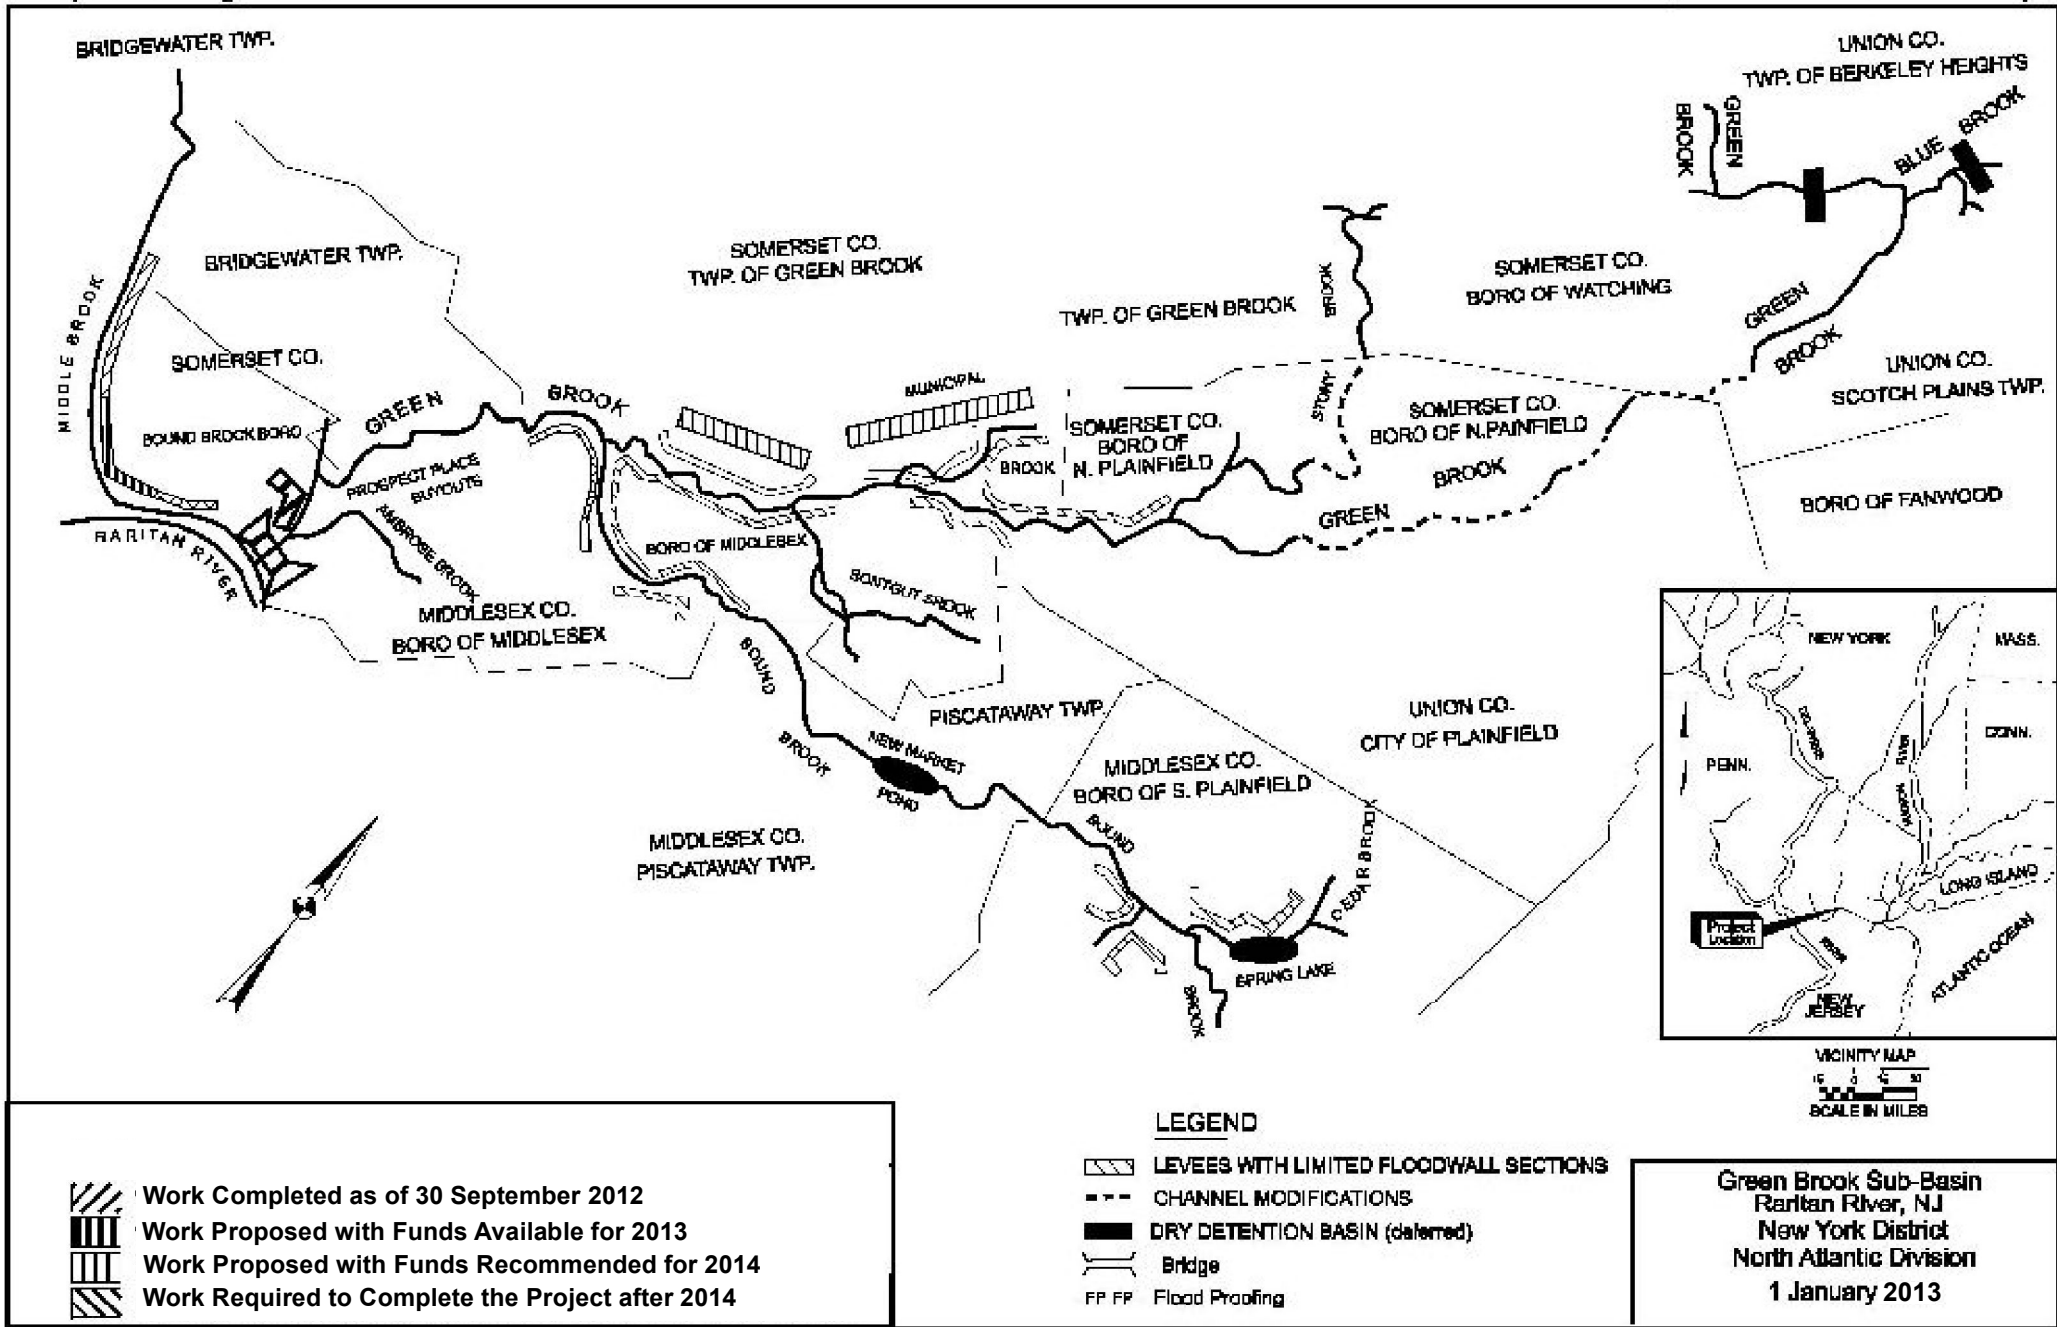 BRIDGEWATER TWP.
UNION CO.
TWP. OF BERKELEY HEIGHTS
GREEN
BROOK
BLUE BROOK
BRIDGEWATER TWP.
SOMERSET CO.
TWP. OF GREEN BROOK
TWP. OF GREEN BROOK
BROOK
SOMERSET CO.
BORO OF WATCHING
GREEN
BROOK
MIDDLE BROOK
SOMERSET CO.
BOUND BROOK BORO
GREEN
BROOK
MUNICIPAL
STONY
UNION CO.
SCOTCH PLAINS TWP.
SOMERSET CO.
BORO OF
N. PLAINFIELD
BROOK
SOMERSET CO.
BORO OF N.PAINFIELD
BROOK
GREEN
BORO OF FANWOOD
PROSPECT PLACE
BUYOUTS
AMBROSE BROOK
RARITAN RIVER
BORO OF MIDDLESEX
BROOK
MIDDLESEX CO.
BORO OF MIDDLESEX
BOUND
BROOK
PISCATAWAY TWP.
NEW MARKET
POND
UNION CO.
CITY OF PLAINFIELD
MIDDLESEX CO.
BORO OF S. PLAINFIELD
MIDDLESEX CO.
PISCATAWAY TWP.
BOUND
CEDAR BROOK
SPRING LAKE
BROOK
NEW YORK
MASS.
CONN.
PENN.
DELAWARE
RIVER
HUDSON
LONG ISLAND
Project
Location
RIVER
ATLANTIC OCEAN
NEW
JERSEY
VICINITY MAP
SCALE IN MILES
Work Completed as of 30 September 2012
Work Proposed with Funds Available for 2013
Work Proposed with Funds Recommended for 2014
Work Required to Complete the Project after 2014
LEGEND
LEVEES WITH LIMITED FLOODWALL SECTIONS
CHANNEL MODIFICATIONS
DRY DETENTION BASIN (deferred)
Bridge
FP FP Flood Proofing
Green Brook Sub-Basin
Raritan River, NJ
New York District
North Atlantic Division
1 January 2013